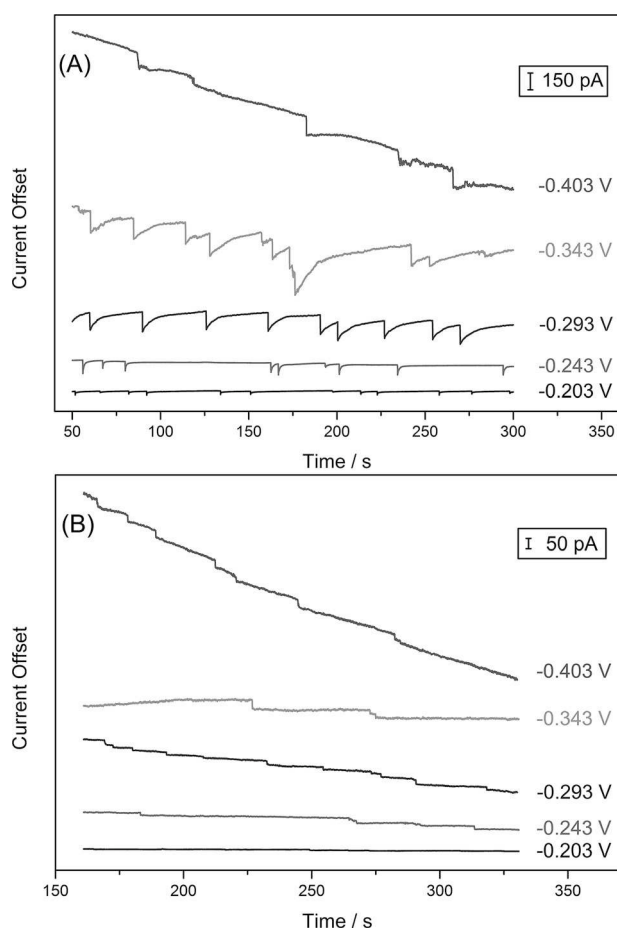 (A)
150 pA
Current Offset
-0.403 V
-0.343 V
-0.293 V
-0.243 V
-0.203 V
50 100 150 200 250 300 350
Time / s
(B)
50 pA
Current Offset
-0.403 V
-0.343 V
-0.293 V
-0.243 V
-0.203 V
150 200 250 300 350
Time / s